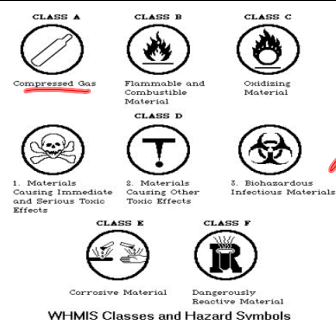 CLASS A CLASS B CLASS C
Compressed Gas
Flammable and
Combustible
Material
Oxidizing
Material
CLASS D
1. Materials
Causing Immediate
and Serious Toxic
Effects
2. Materials
Causing Other
Toxic Effects
3. Biohazardous
Infectious Materials
CLASS E CLASS F
R
Corrosive Material
Dangerously
Reactive Material
WHMIS Classes and Hazard Symbols